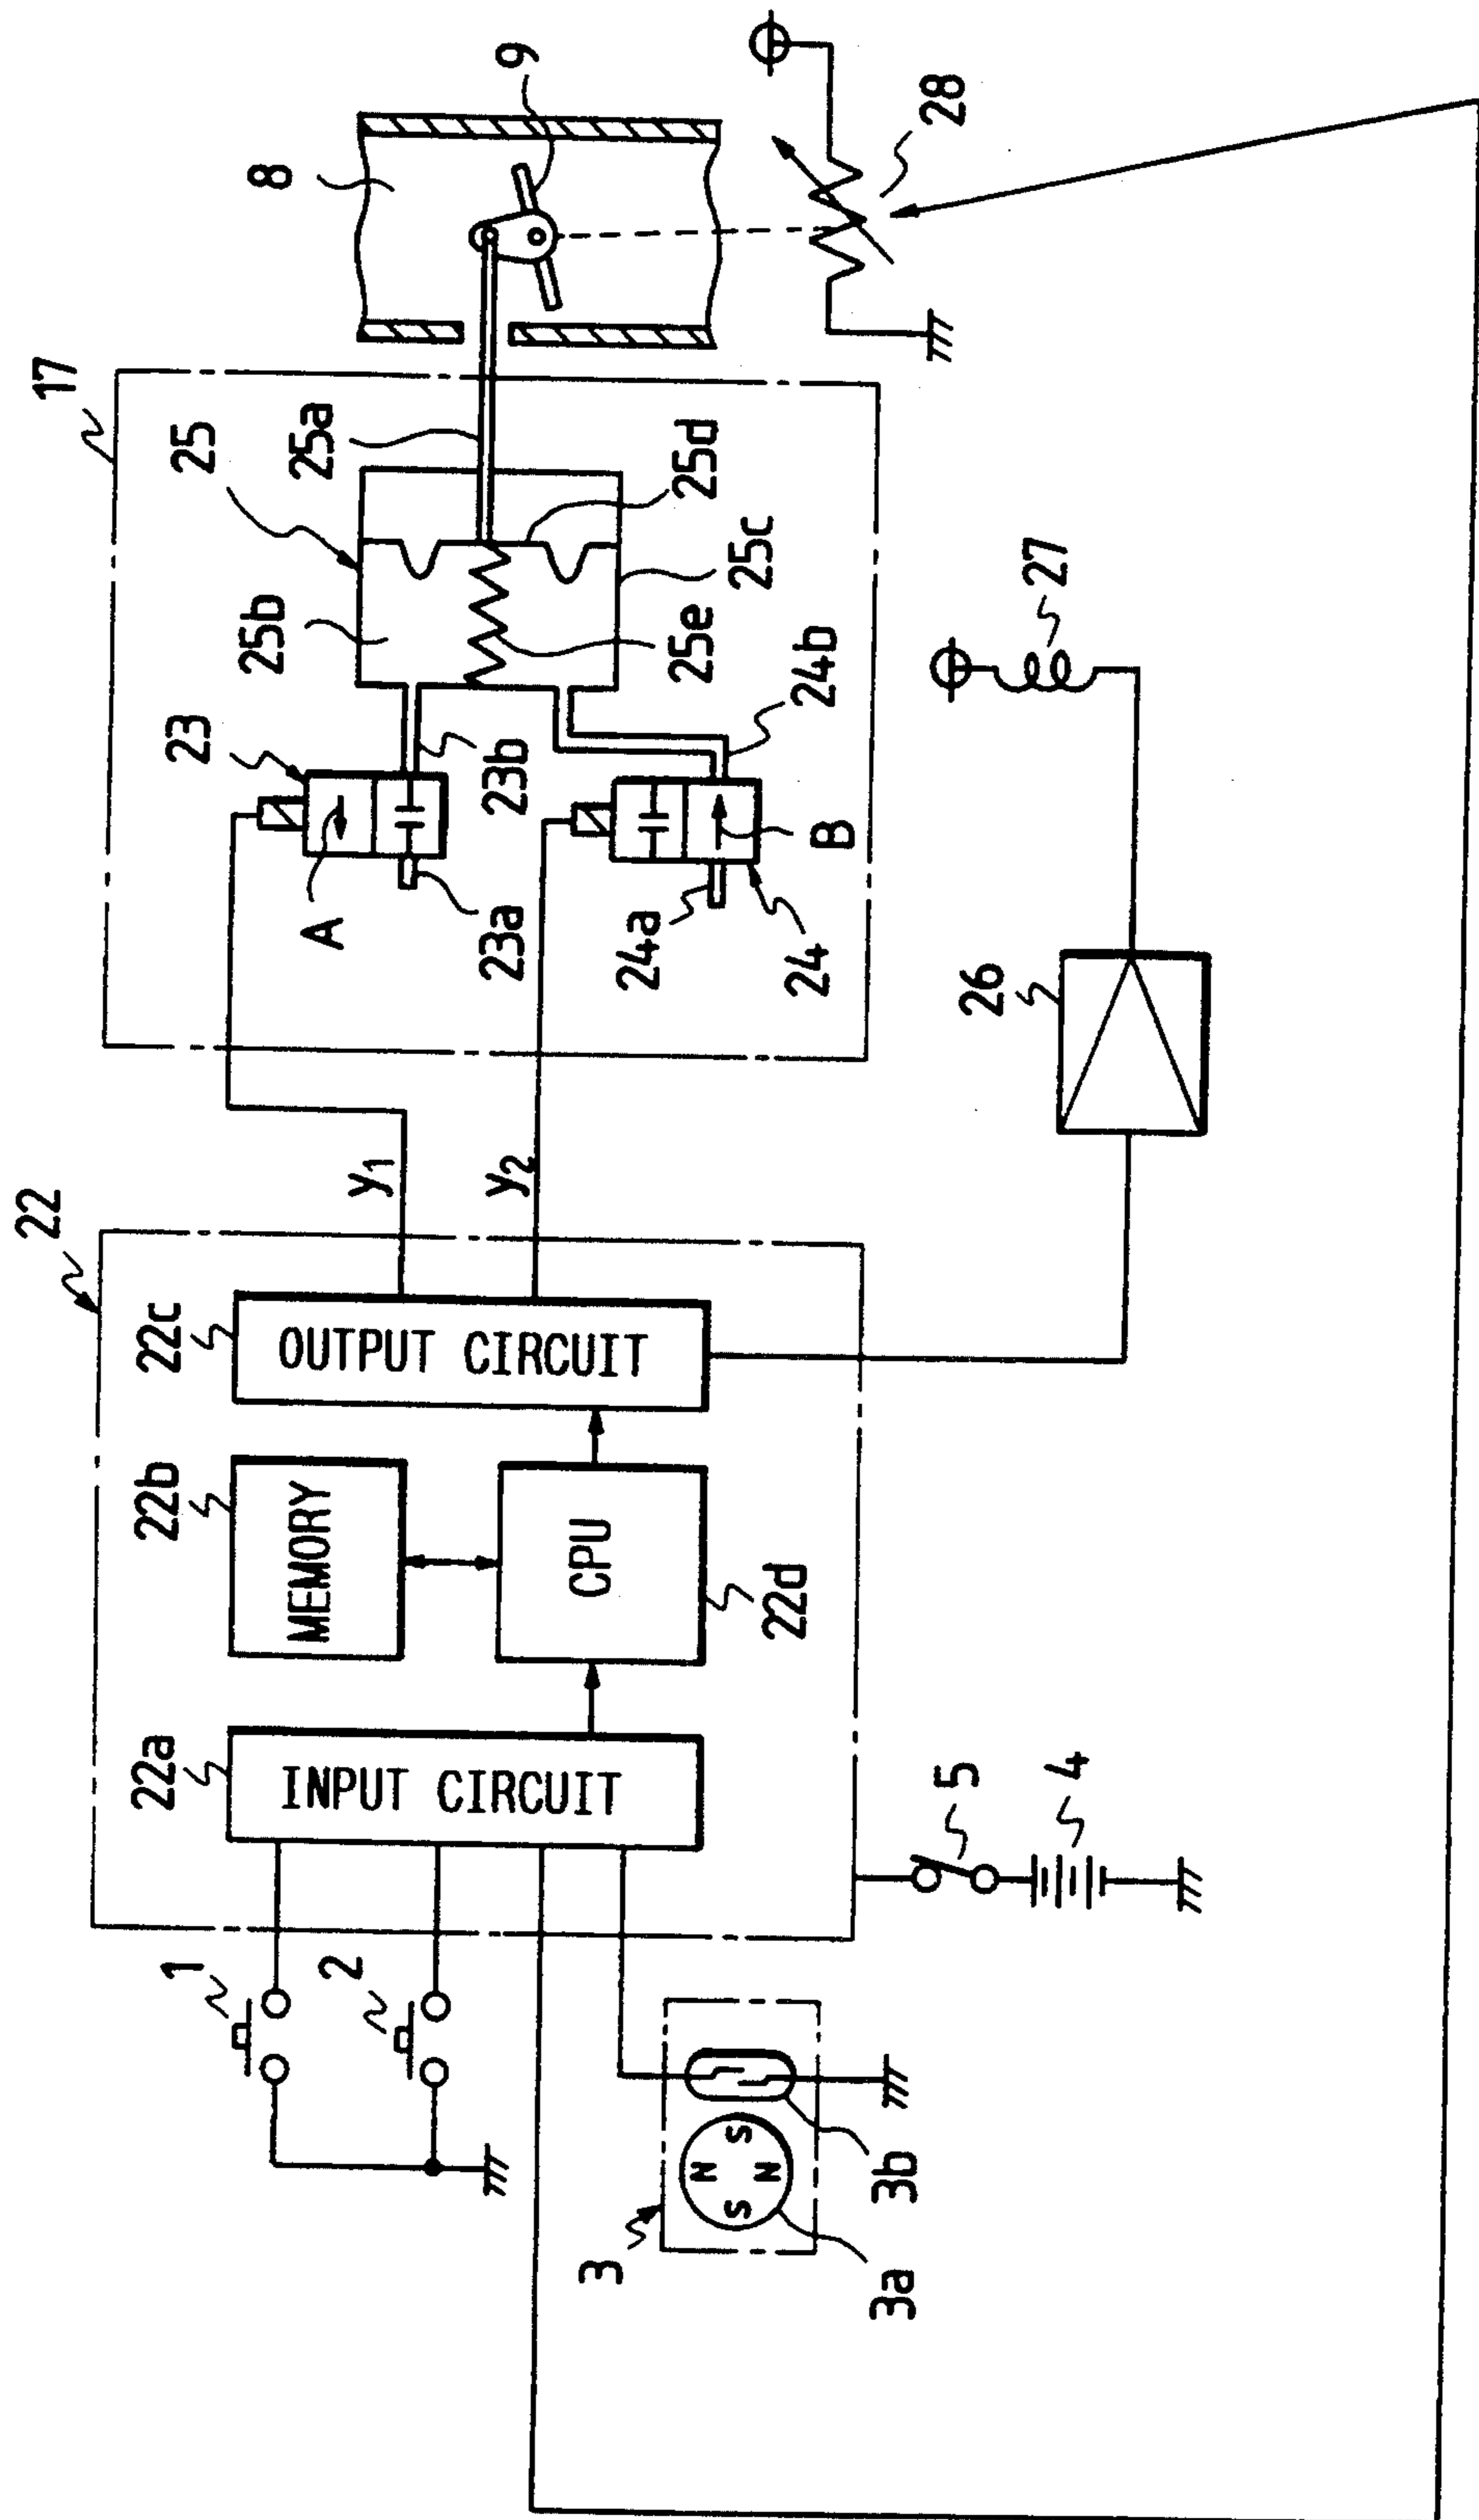 22
17
22a
22b
22c
INPUT CIRCUIT
MEMORY
CPU
22d
OUTPUT CIRCUIT
y1
y2
1
2
3
3a
3b
N
S
N
S
5
4
23
A
23a
23b
24
24a
24b
B
25
25a
25b
25c
25d
25e
8
9
28
26
27